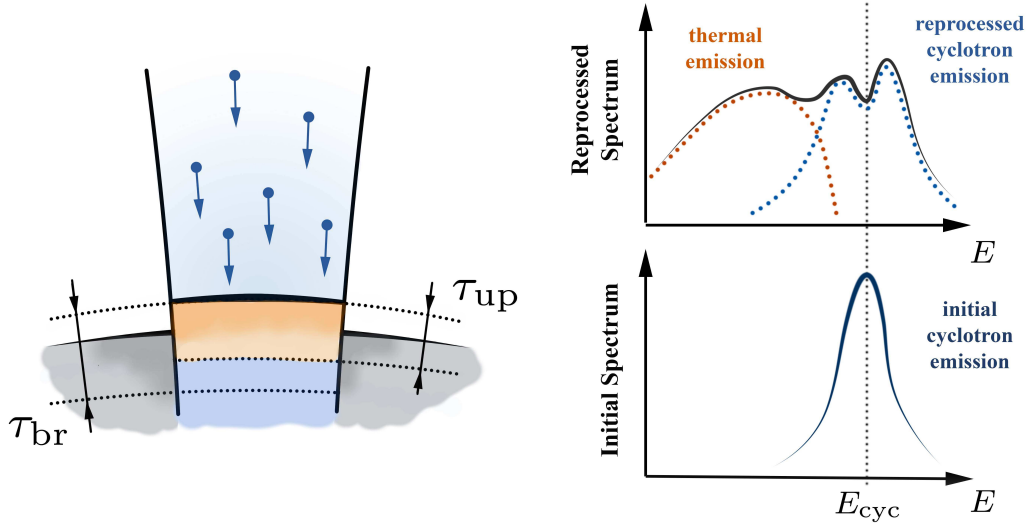 τup
τbr
Reprocessed
Spectrum
thermal
emission
reprocessed
cyclotron
emission
E
Initial Spectrum
initial
cyclotron
emission
Ecyc
E